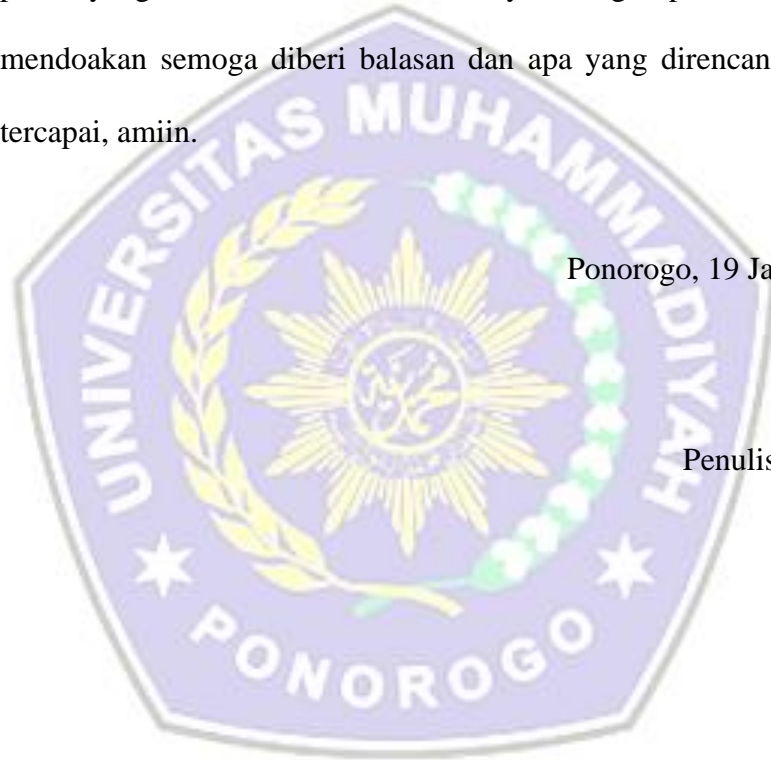 mendoakan semoga diberi balasan dan apa yang direncan
tercapai, amiin.
UNIVERSITAS MUHAMMADIYAH
Ponorogo, 19 Ja
Penulis
PONOROGO